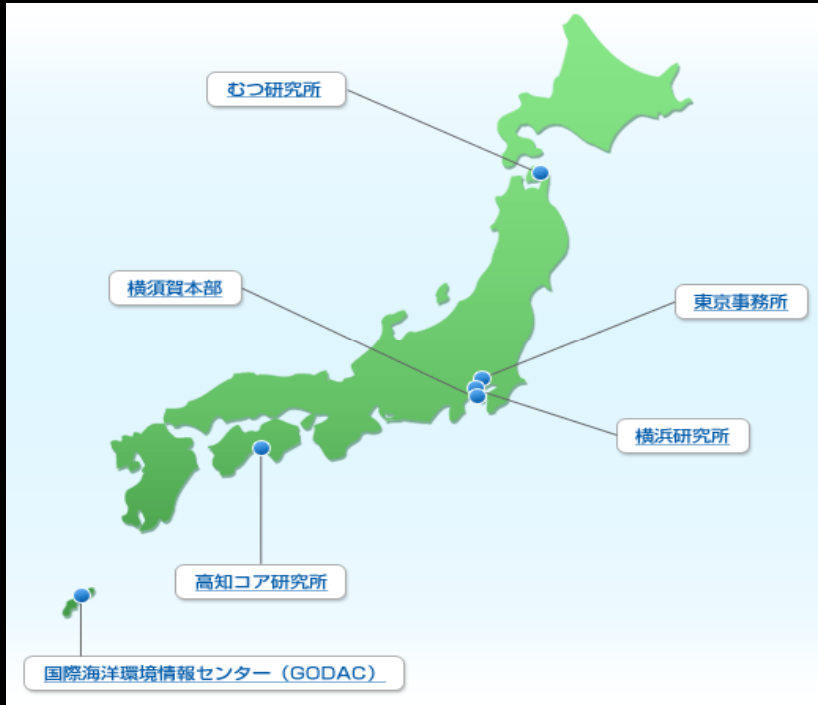 むつ研究所
横須賀本部
東京事務所
横浜研究所
高知コア研究所
国際海洋環境情報センター（GODAC）